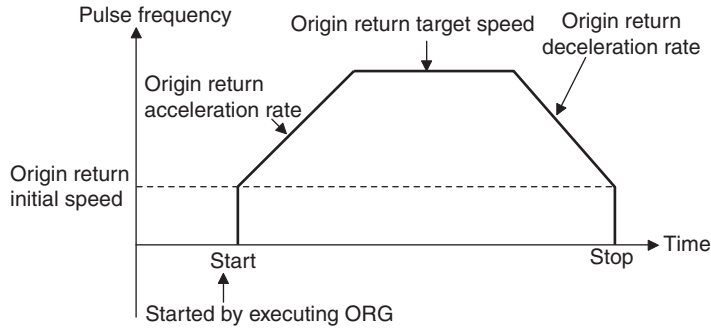 Pulse frequency
Origin return target speed
Origin return
deceleration rate
Origin return
acceleration rate
Origin return
initial speed
Start
Stop
Time
Started by executing ORG